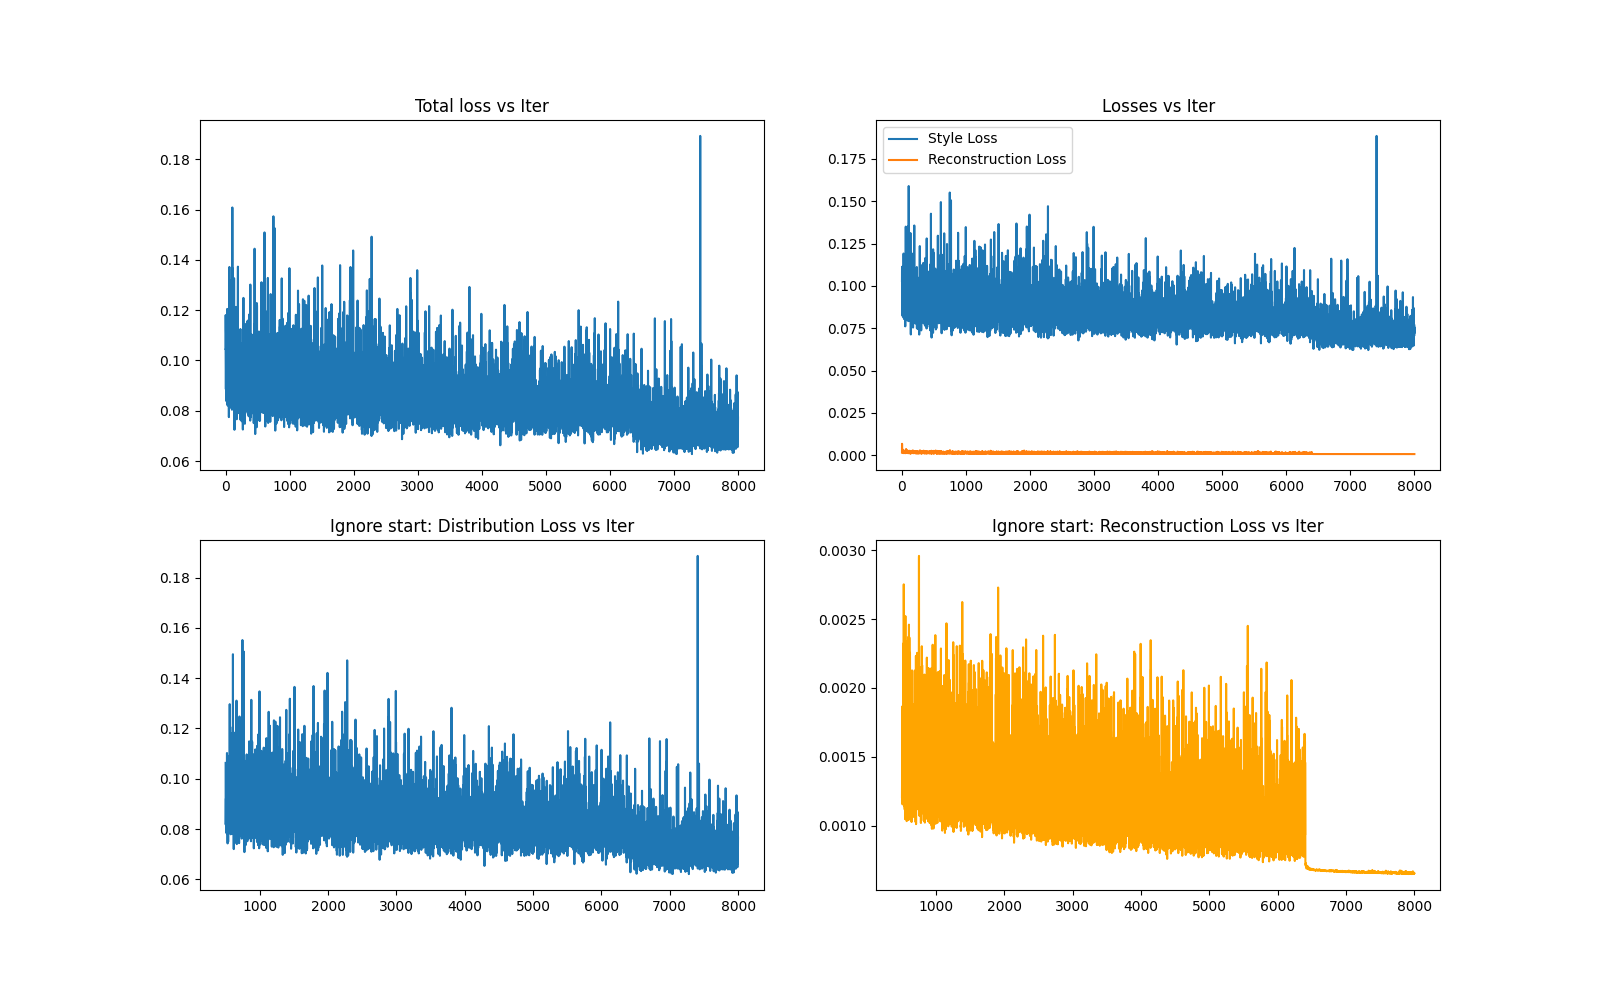 Total loss vs Iter
0.18
0.16
0.14
0.12
0.10
0.08
0.06
0 1000 2000 3000 4000 5000 6000 7000 8000
Losses vs Iter
Style Loss
Reconstruction Loss
0.175
0.150
0.125
0.100
0.075
0.050
0.025
0.000
0 1000 2000 3000 4000 5000 6000 7000 8000
Ignore start: Distribution Loss vs Iter
0.18
0.16
0.14
0.12
0.10
0.08
0.06
1000 2000 3000 4000 5000 6000 7000 8000
Ignore start: Reconstruction Loss vs Iter
0.0030
0.0025
0.0020
0.0015
0.0010
1000 2000 3000 4000 5000 6000 7000 8000